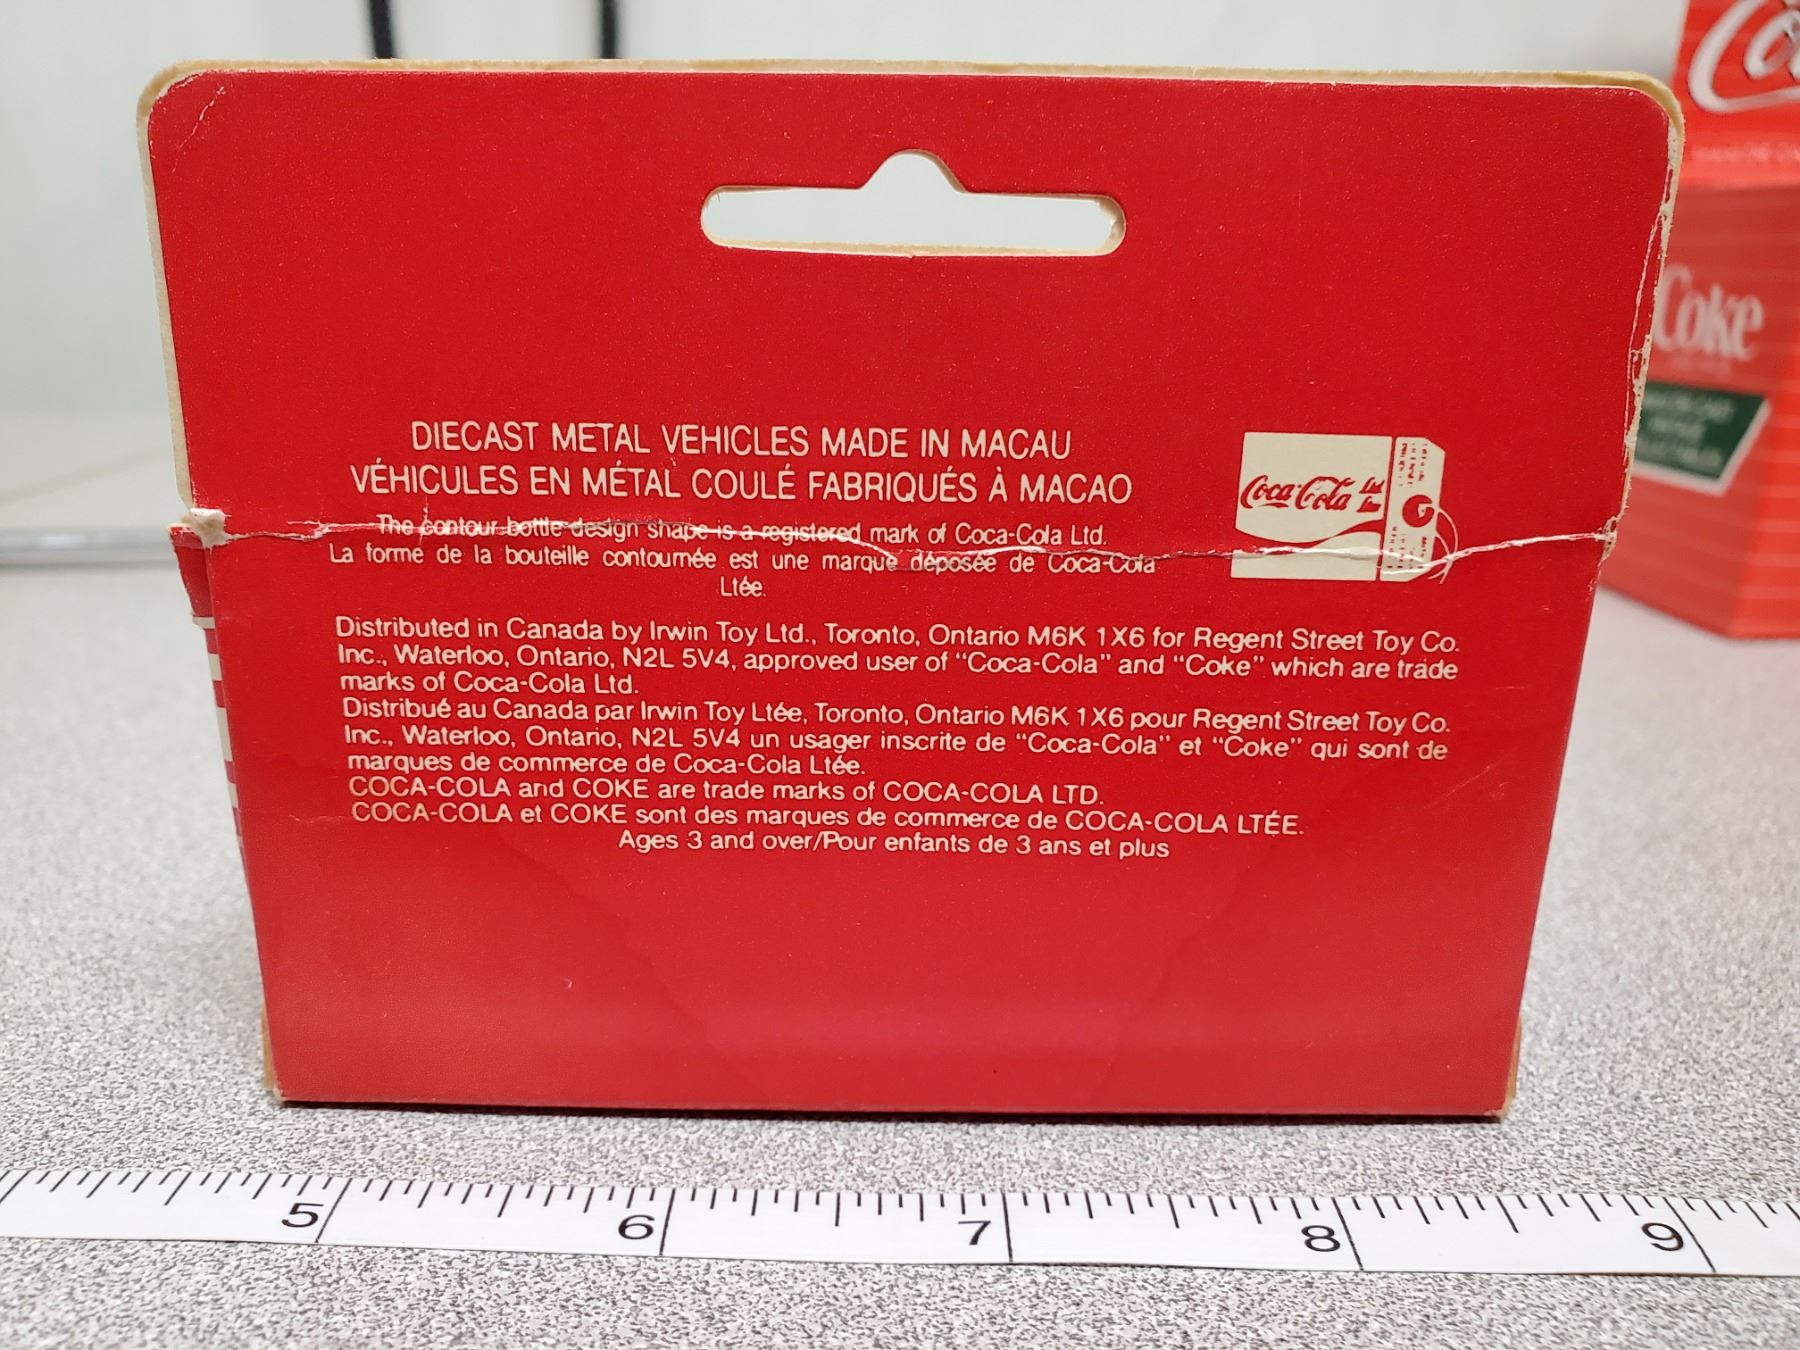 DIECAST METAL VEHICLES MADE IN MACAU
VÉHICULES EN MÉTAL COULÉ FABRIQUÉS À MACAO
The contour bottle design shape is a registered mark of Coca-Cola Ltd.
La forme de la bouteille contournée est une marque déposée de Coca-Cola
Ltée.
Coca-Cola Ltd.
Ltée
Distributed in Canada by Irwin Toy Ltd., Toronto, Ontario M6K 1X6 for Regent Street Toy Co.
Inc., Waterloo, Ontario, N2L 5V4, approved user of "Coca-Cola" and "Coke" which are trade
marks of Coca-Cola Ltd.
Distribué au Canada par Irwin Toy Ltée, Toronto, Ontario M6K 1X6 pour Regent Street Toy Co.
Inc., Waterloo, Ontario, N2L 5V4 un usager inscrite de "Coca-Cola" et "Coke" qui sont de
marques de commerce de Coca-Cola Ltée.
COCA-COLA and COKE are trade marks of COCA-COLA LTD.
COCA-COLA et COKE sont des marques de commerce de COCA-COLA LTÉE.
Ages 3 and over/Pour enfants de 3 ans et plus
Co
Coke
5 6 7 8 9